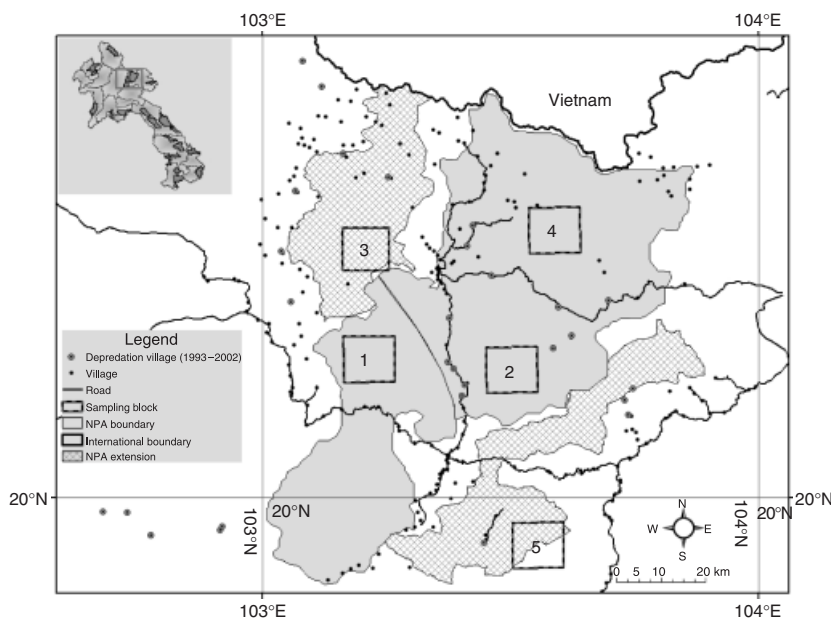 103°E 104°E
Vietnam
3
4
1
2
5
Legend
Depredation village (1993–2002)
Village
Road
Sampling block
NPA boundary
International boundary
NPA extension
20°N
20°N
103°N
104°N
20°N
N
W E
S
0 5 10 20 km
103°E 104°E